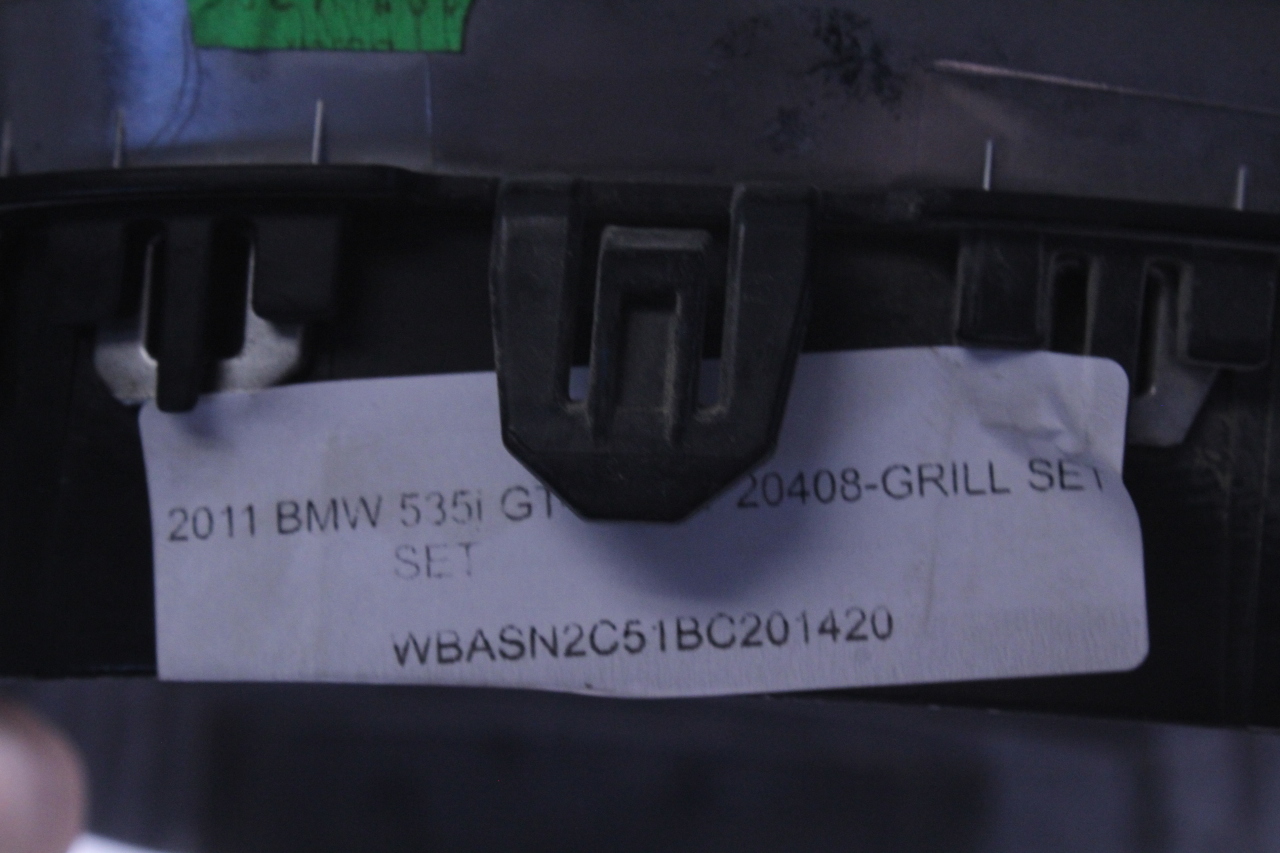 2011 BMW 535i GT 20408-GRILL SET
SET
WBASN2C51BC201420